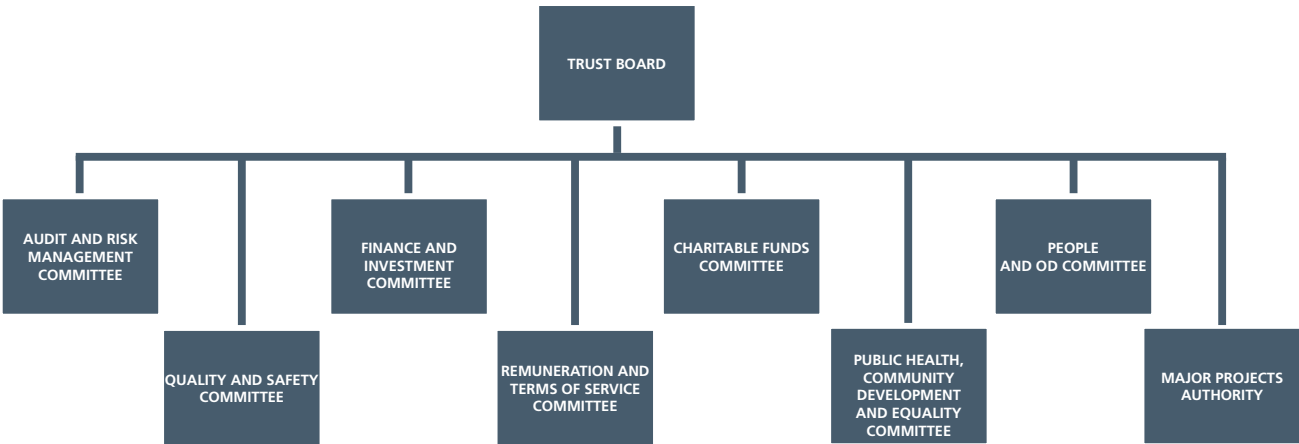 TRUST BOARD
AUDIT AND RISK
MANAGEMENT
COMMITTEE
FINANCE AND
INVESTMENT
COMMITTEE
CHARITABLE FUNDS
COMMITTEE
PEOPLE
AND OD COMMITTEE
QUALITY AND SAFETY
COMMITTEE
REMUNERATION AND
TERMS OF SERVICE
COMMITTEE
PUBLIC HEALTH,
COMMUNITY
DEVELOPMENT
AND EQUALITY
COMMITTEE
MAJOR PROJECTS
AUTHORITY